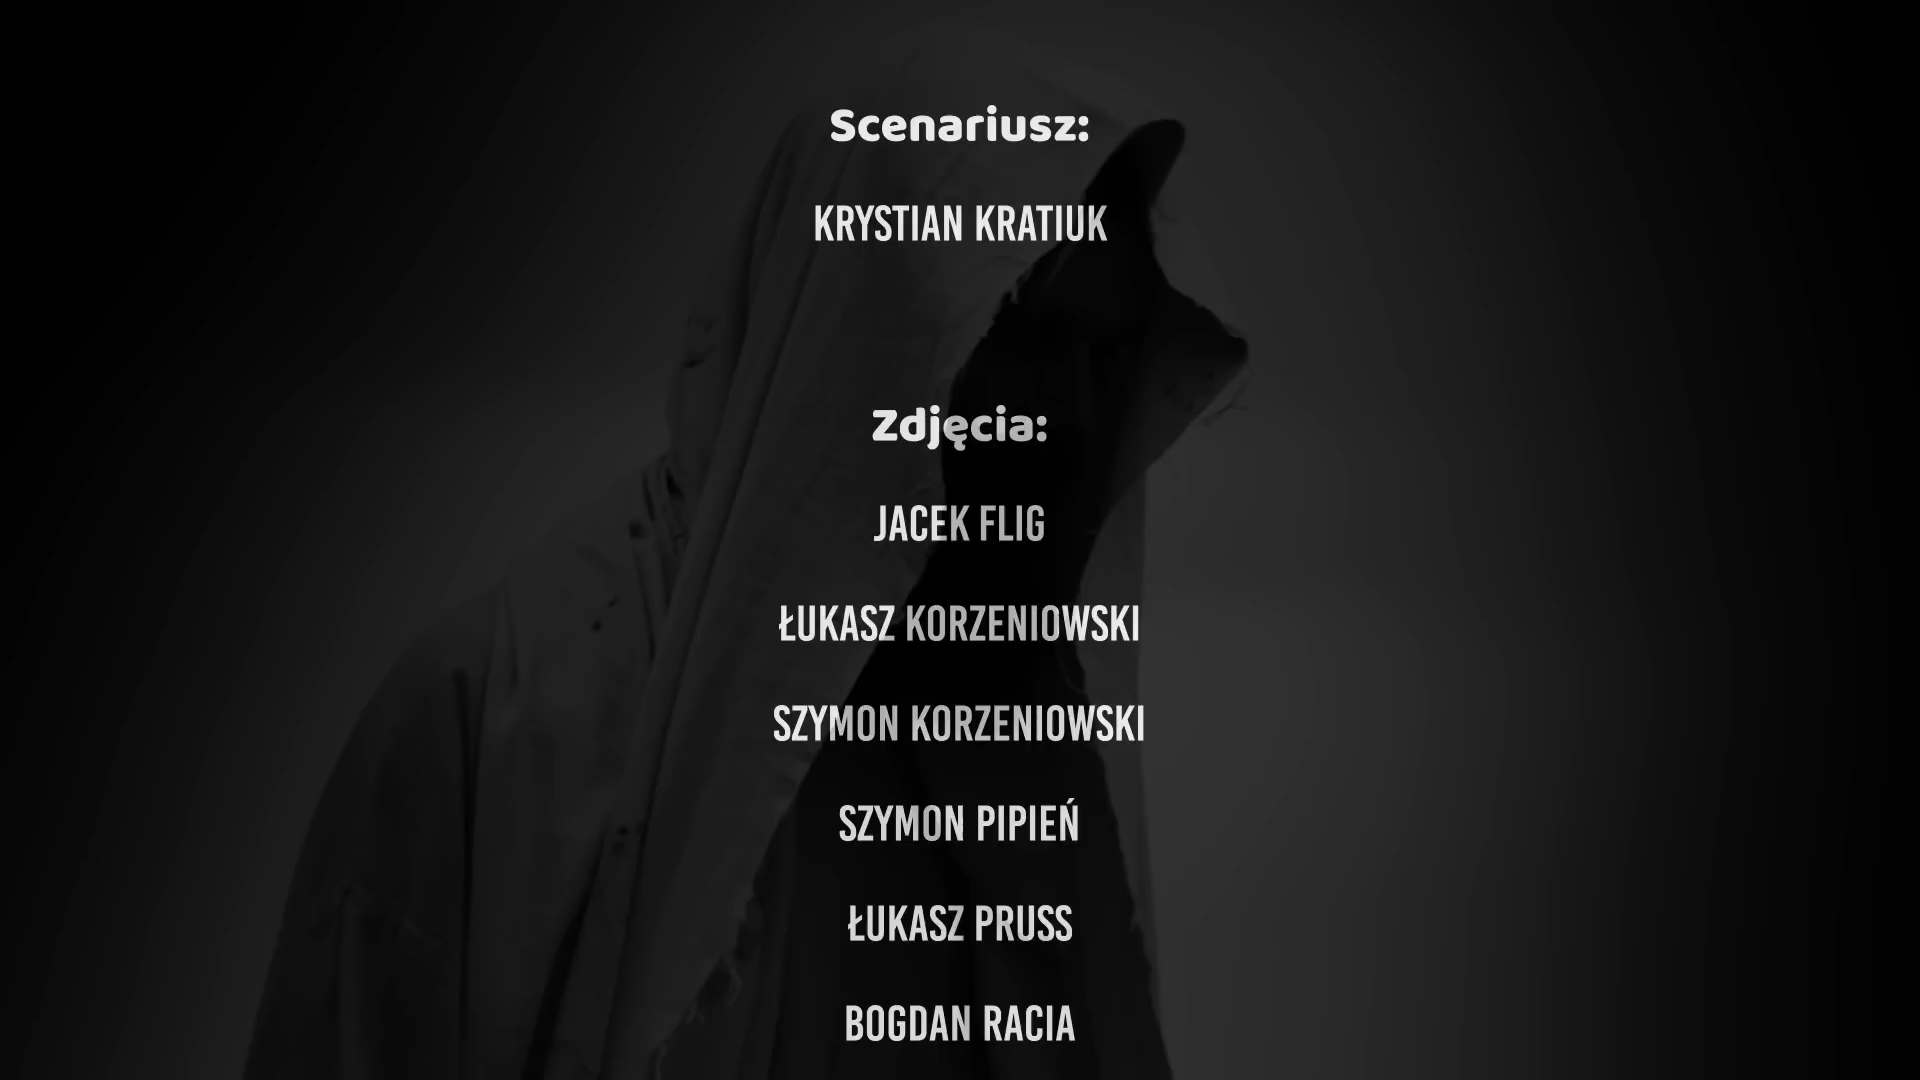 Scenariusz:
KRYSTIAN KRATIUK
Zdjęcia:
JACEK FLIG
ŁUKASZ KORZENIOWSKI
SZYMON KORZENIOWSKI
SZYMON PIPIEŃ
ŁUKASZ PRUSS
BOGDAN RACIA